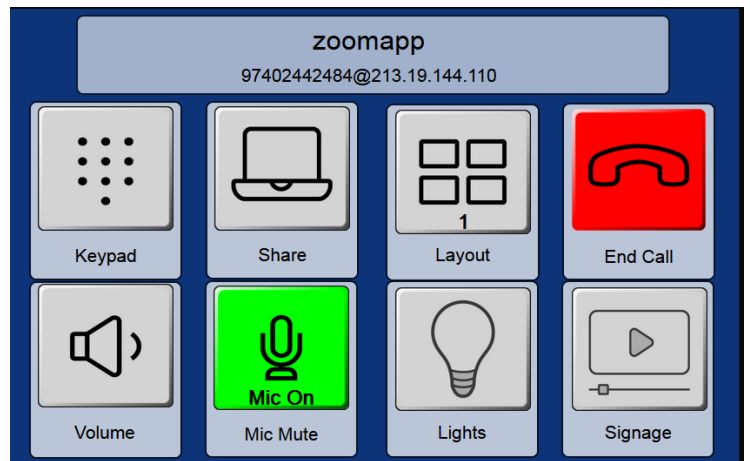 zoomapp
97402442484@213.19.144.110
Keypad
Share
1
Layout
End Call
Volume
Mic On
Mic Mute
Lights
Signage